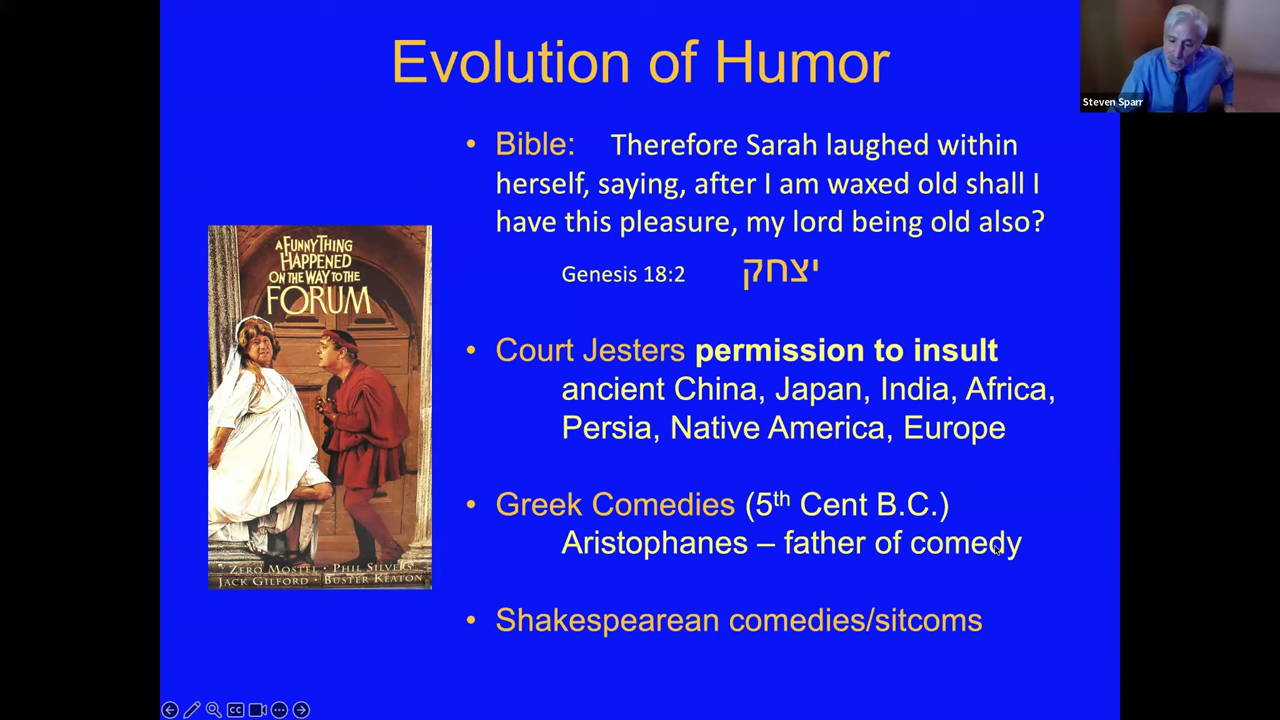 Evolution of Humor
Steven Sparr
• Bible: Therefore Sarah laughed within
herself, saying, after I am waxed old shall I
have this pleasure, my lord being old also?
Genesis 18:2 יצחק
A FUNNY THING
HAPPENED
ON THE WAY TO THE
FORUM
• Court Jesters permission to insult
ancient China, Japan, India, Africa,
Persia, Native America, Europe
• Greek Comedies (5th Cent B.C.)
Aristophanes – father of comedy
ZERO MOSTEL • PHIL SILVERS
JACK GILFORD • BUSTER KEATON
• Shakespearean comedies/sitcoms
CC